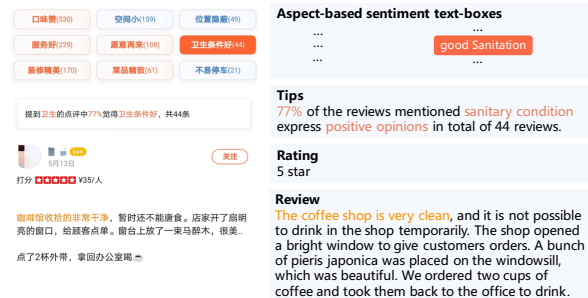 口味赞(530) 空间小(159) 位置隐蔽(49)
服务好(229) 愿意再来(108) 卫生条件好(44)
装修精美(170) 菜品精致(61) 不易停车(21)
提到卫生的点评中77%觉得卫生条件好，共44条
Lv4
5月13日
关注
打分 ¥35/人
咖啡馆收拾的非常干净，暂时还不能唐食。店家开了扇明
亮的窗口，给顾客点单。窗台上放了一束马醉木，很美..
点了2杯外带，拿回办公室喝
Aspect-based sentiment text-boxes
... ...
... good Sanitation
... ...
Tips
77% of the reviews mentioned sanitary condition
express positive opinions in total of 44 reviews.
Rating
5 star
Review
The coffee shop is very clean, and it is not possible
to drink in the shop temporarily. The shop opened
a bright window to give customers orders. A bunch
of pieris japonica was placed on the windowsill,
which was beautiful. We ordered two cups of
coffee and took them back to the office to drink.